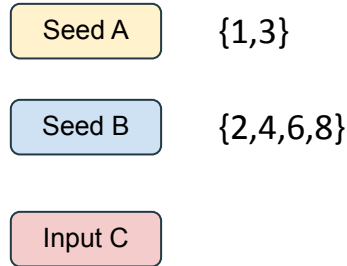 Seed A {1,3}
Seed B {2,4,6,8}
Input C